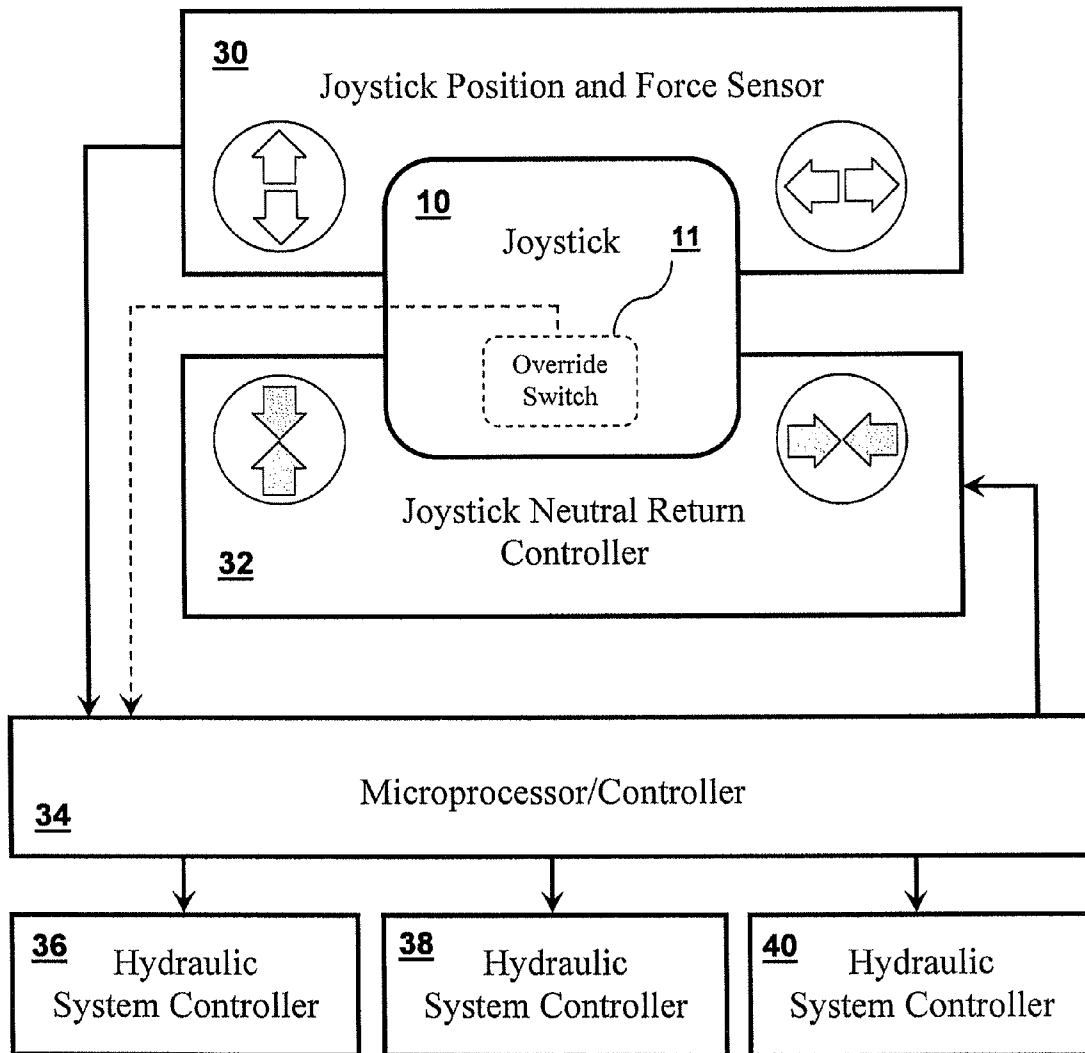 30
Joystick Position and Force Sensor
10
Joystick
11
Override
Switch
Joystick Neutral Return
Controller
32
Microprocessor/Controller
34
36
Hydraulic
System Controller
38
Hydraulic
System Controller
40
Hydraulic
System Controller